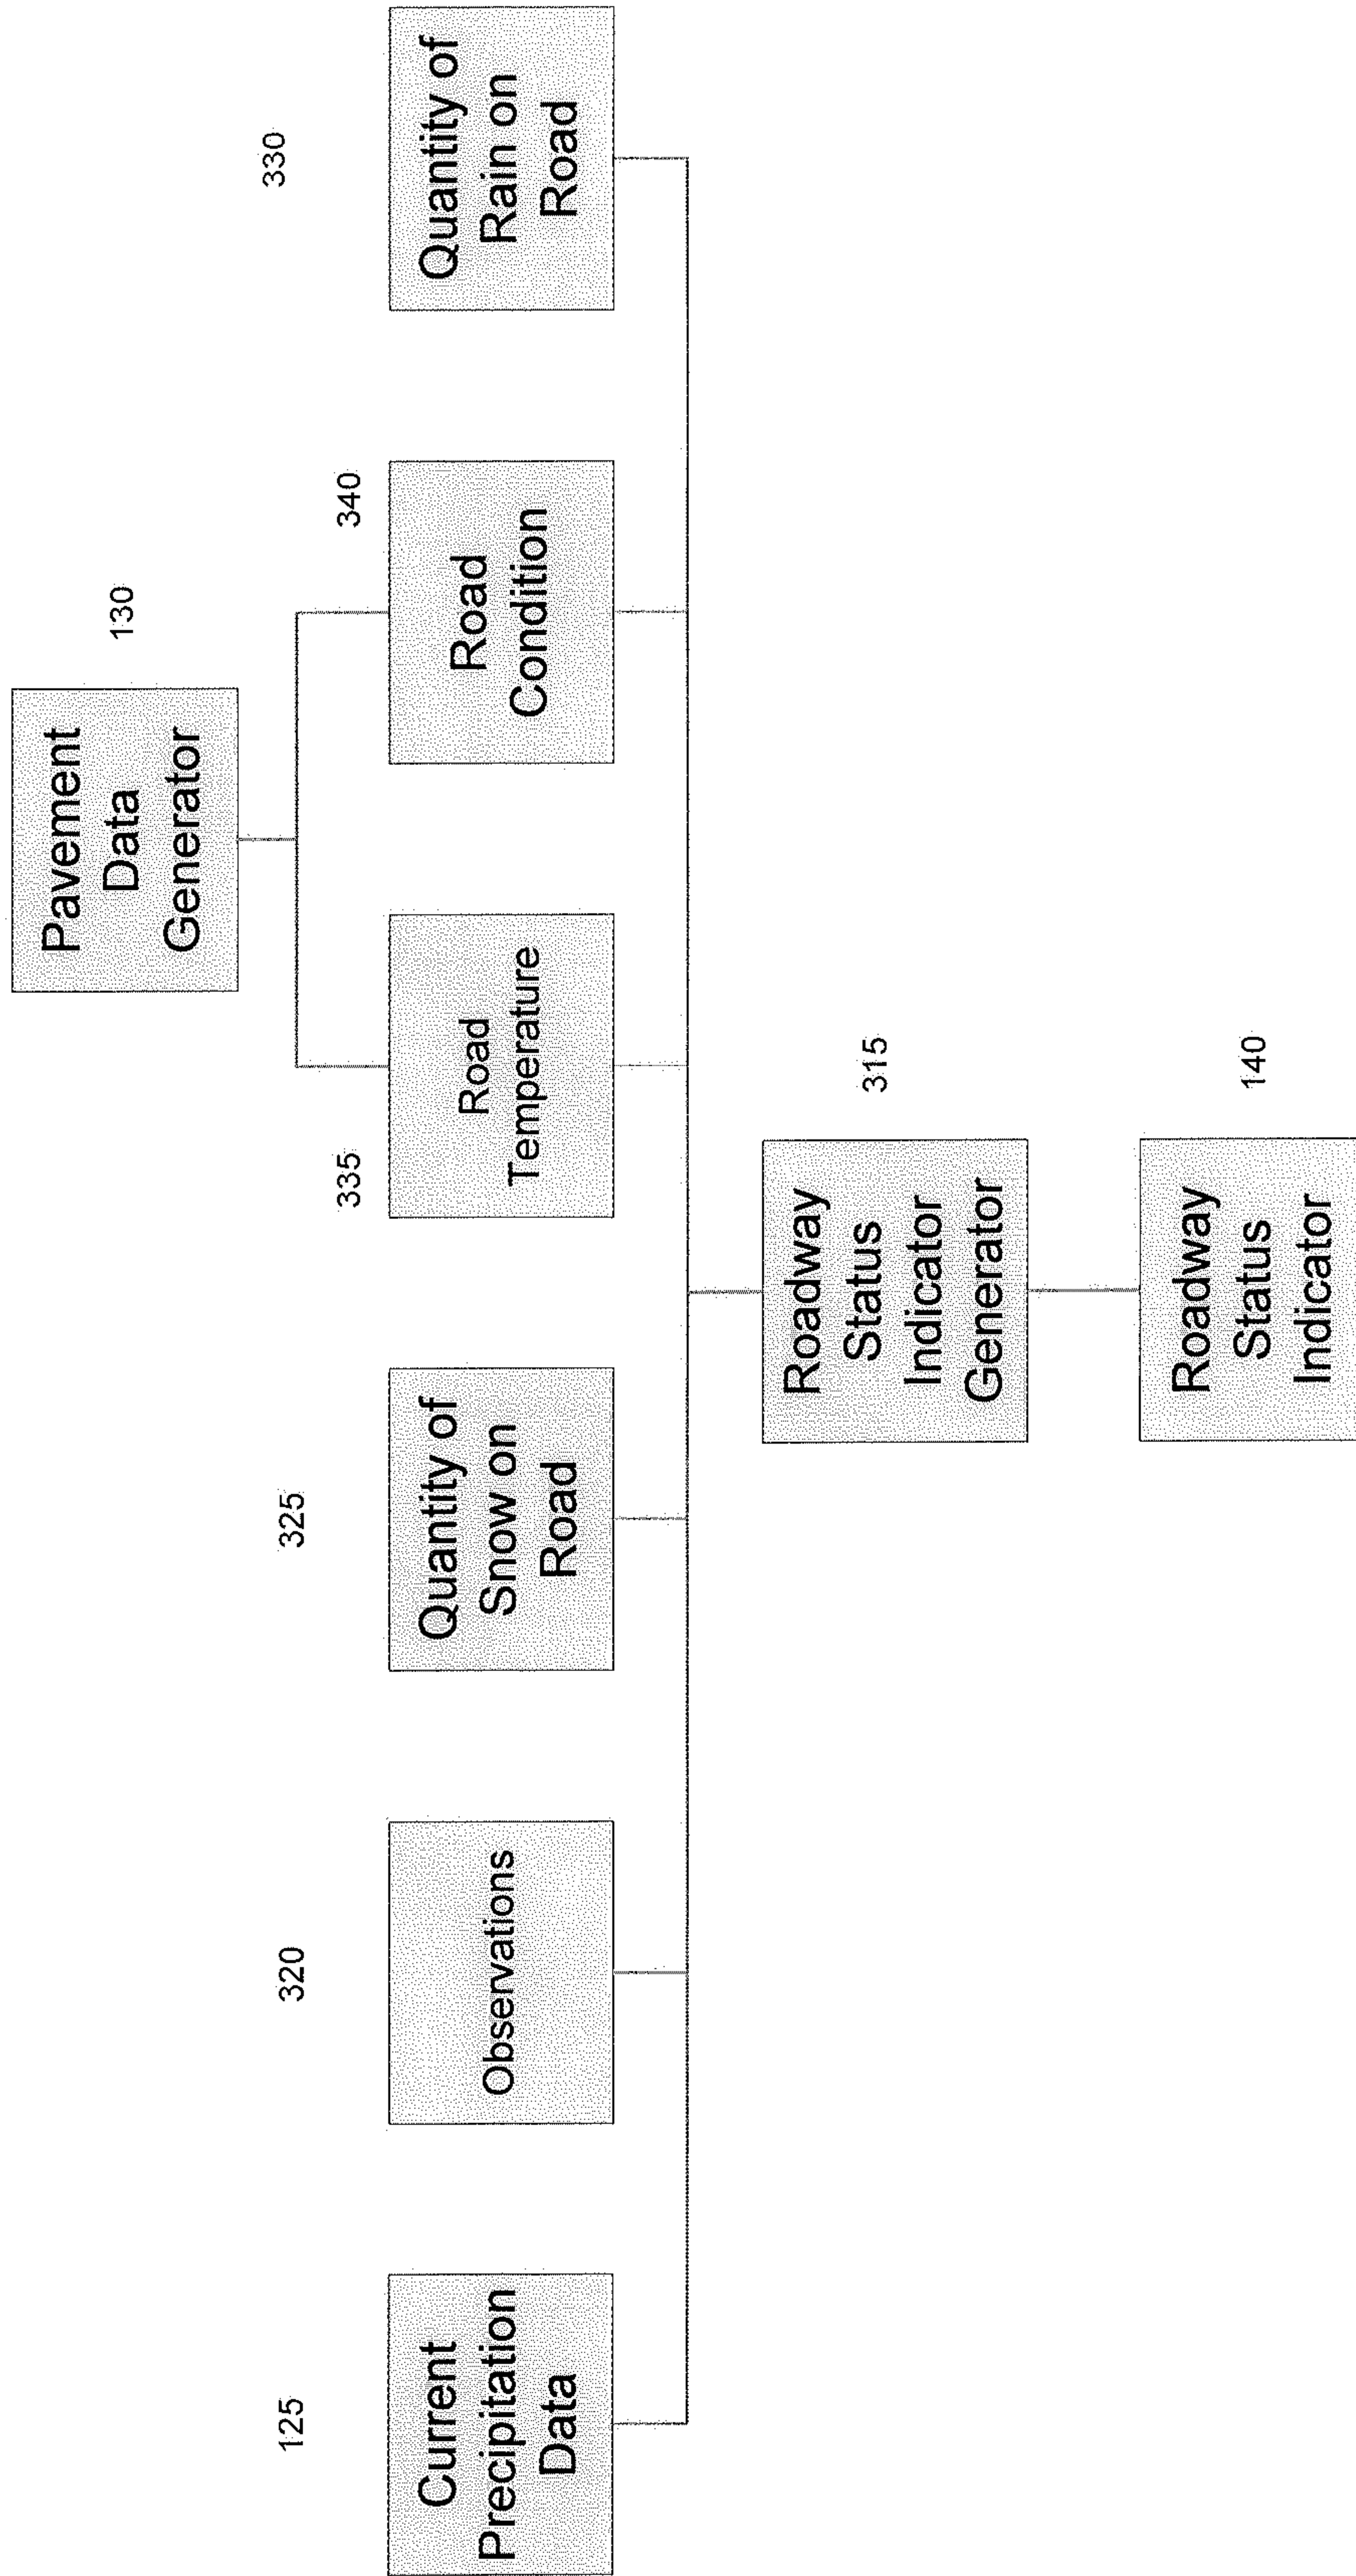 130
Pavement
Data
Generator
125
Current
Precipitation
Data
320
Observations
325
Quantity of
Snow on
Road
335
Road
Temperature
340
Road
Condition
330
Quantity of
Rain on
Road
315
Roadway
Status
Indicator
Generator
140
Roadway
Status
Indicator